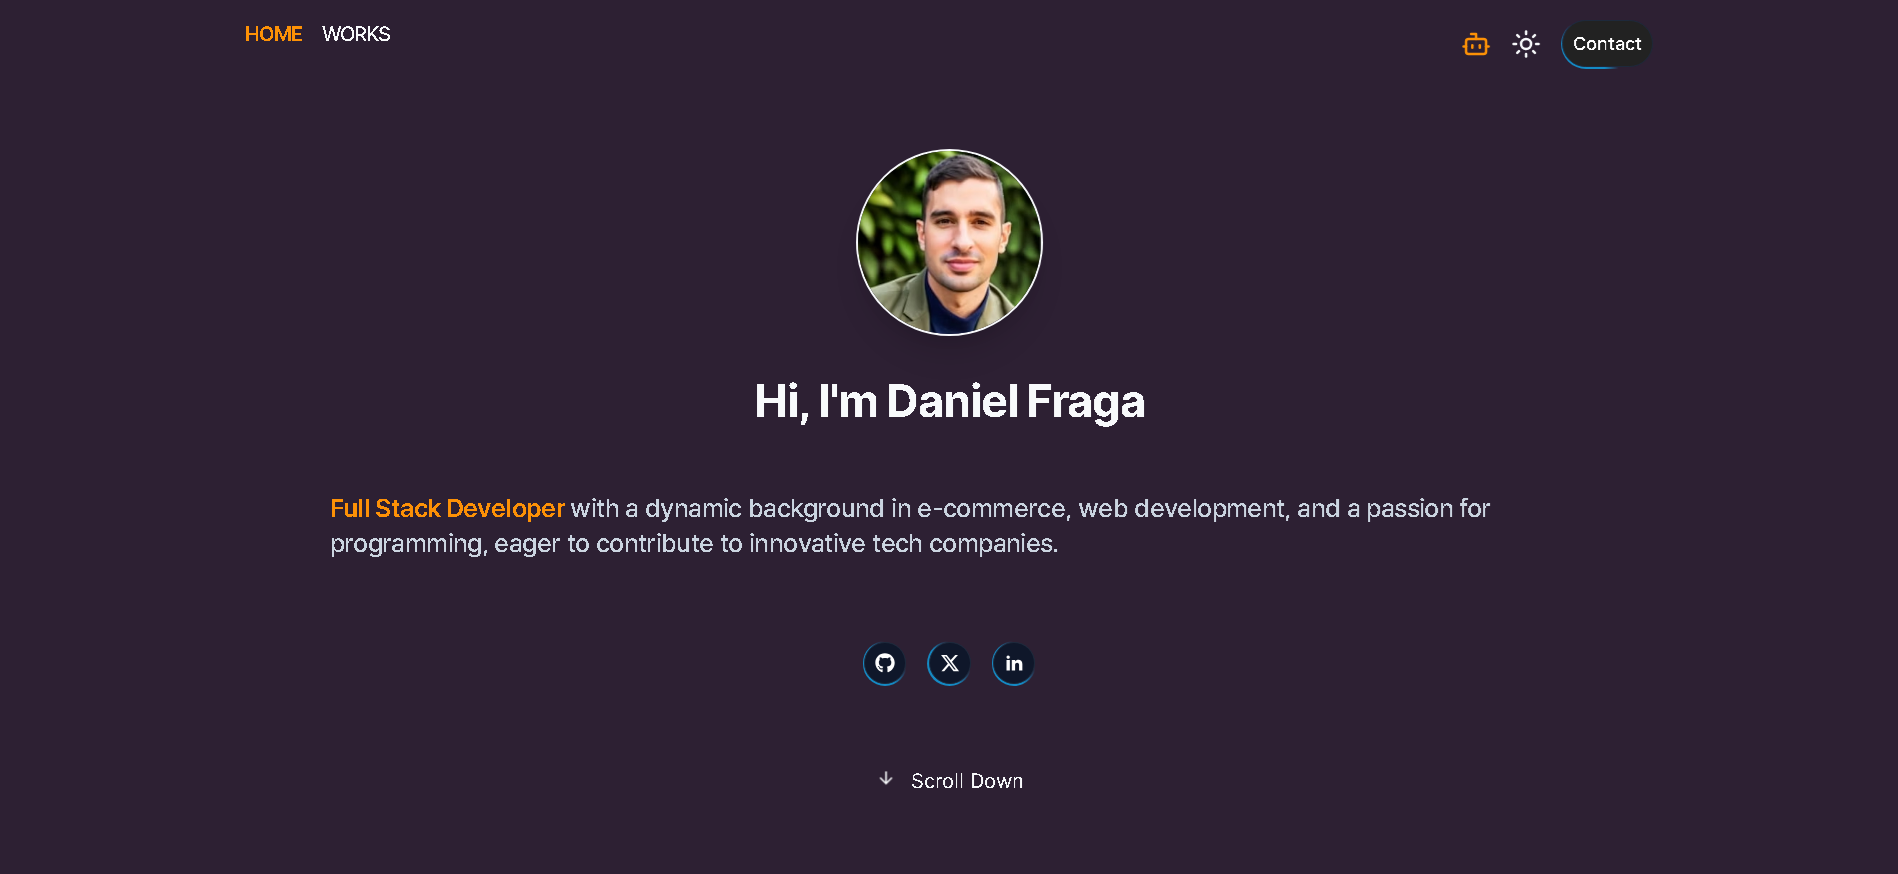 HOME WORKS
Contact
Hi, I'm Daniel Fraga
Full Stack Developer with a dynamic background in e-commerce, web development, and a passion for
programming, eager to contribute to innovative tech companies.
in
Scroll Down